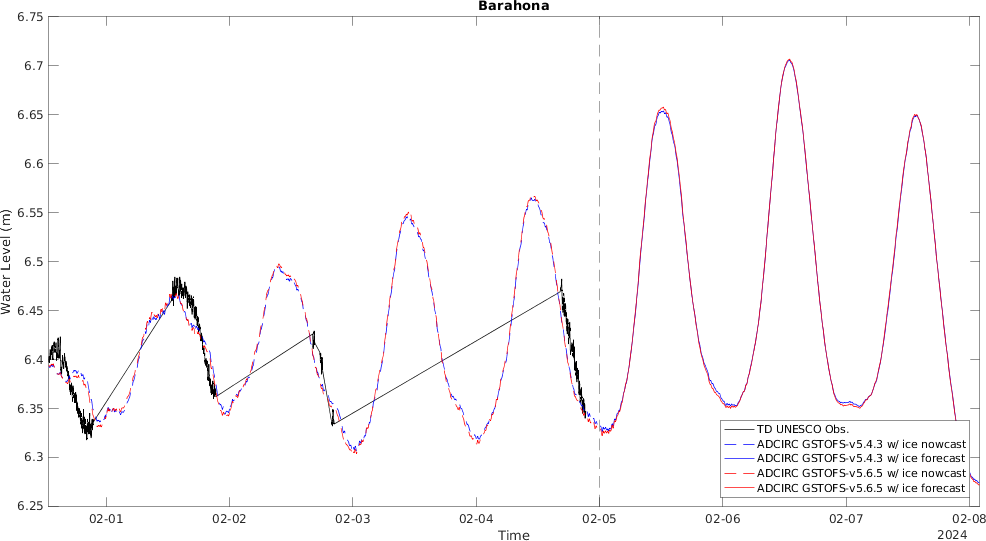 Barahona
6.75
6.7
6.65
6.6
6.55
6.5
6.45
6.4
6.35
6.3
6.25
Water Level (m)
02-01
02-02
02-03
02-04
02-05
02-06
02-07
02-08
Time
2024
TD UNESCO Obs.
ADCIRC GSTOFS-v5.4.3 w/ ice nowcast
ADCIRC GSTOFS-v5.4.3 w/ ice forecast
ADCIRC GSTOFS-v5.6.5 w/ ice nowcast
ADCIRC GSTOFS-v5.6.5 w/ ice forecast